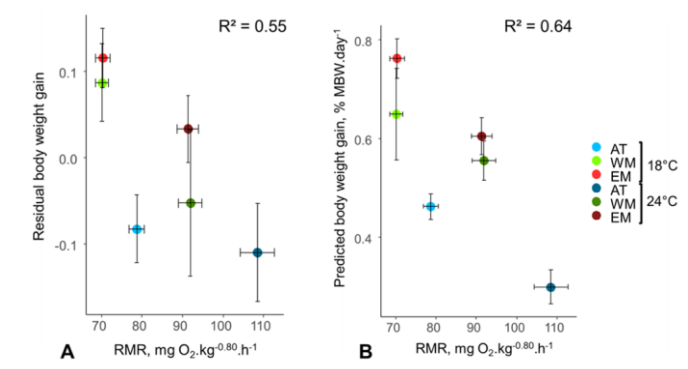 R² = 0.55
Residual body weight gain
0.1
0.0
-0.1
70 80 90 100 110
RMR, mg O₂.kg⁻⁰·⁸⁰.h⁻¹
A
R² = 0.64
Predicted body weight gain, % MBW.day⁻¹
0.8
0.6
0.4
70 80 90 100 110
RMR, mg O₂.kg⁻⁰·⁸⁰.h⁻¹
B
AT
WM
EM
18°C
AT
WM
EM
24°C